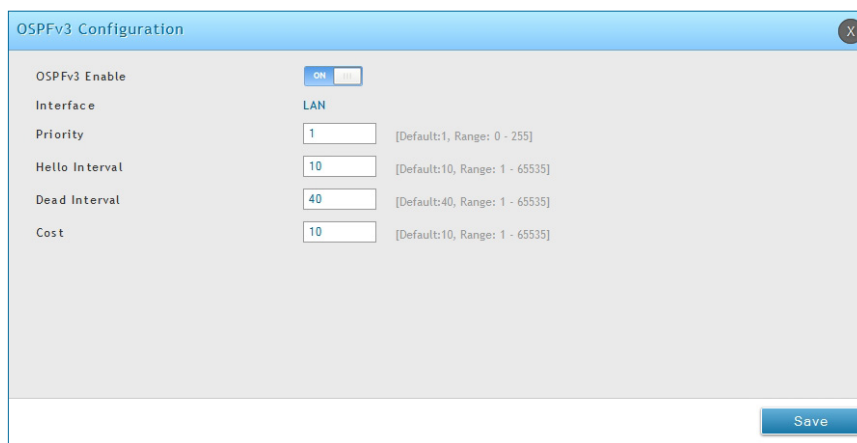 OSPFv3 Configuration
X
OSPFv3 Enable ON
Interface LAN
Priority 1 [Default:1, Range: 0 - 255]
Hello Interval 10 [Default:10, Range: 1 - 65535]
Dead Interval 40 [Default:40, Range: 1 - 65535]
Cost 10 [Default:10, Range: 1 - 65535]
Save